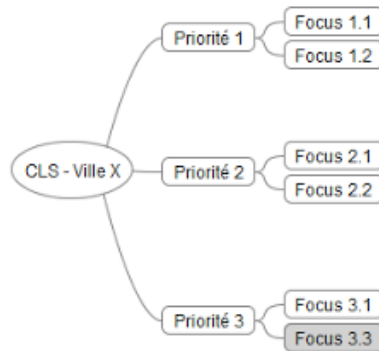 CLS - Ville X
Priorité 1
Focus 1.1
Focus 1.2
Priorité 2
Focus 2.1
Focus 2.2
Priorité 3
Focus 3.1
Focus 3.3